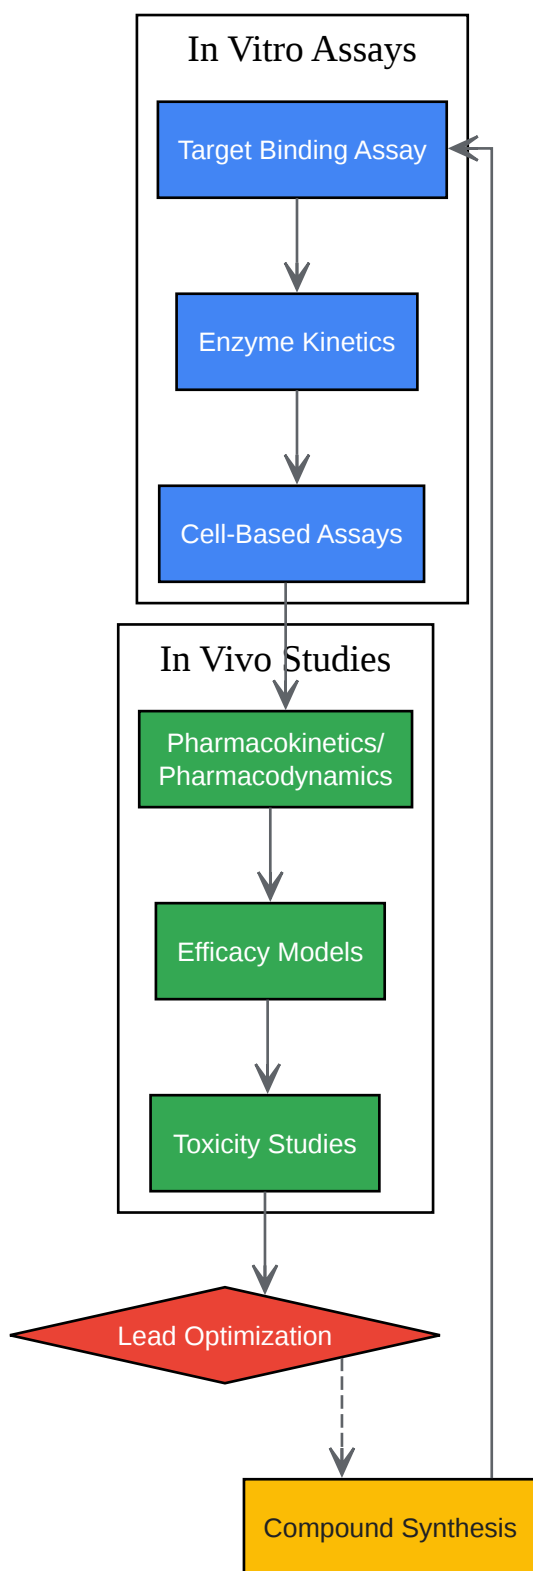 In Vitro Assays
Target Binding Assay
Enzyme Kinetics
Cell-Based Assays
In Vivo Studies
Pharmacokinetics/
Pharmacodynamics
Efficacy Models
Toxicity Studies
Lead Optimization
Compound Synthesis